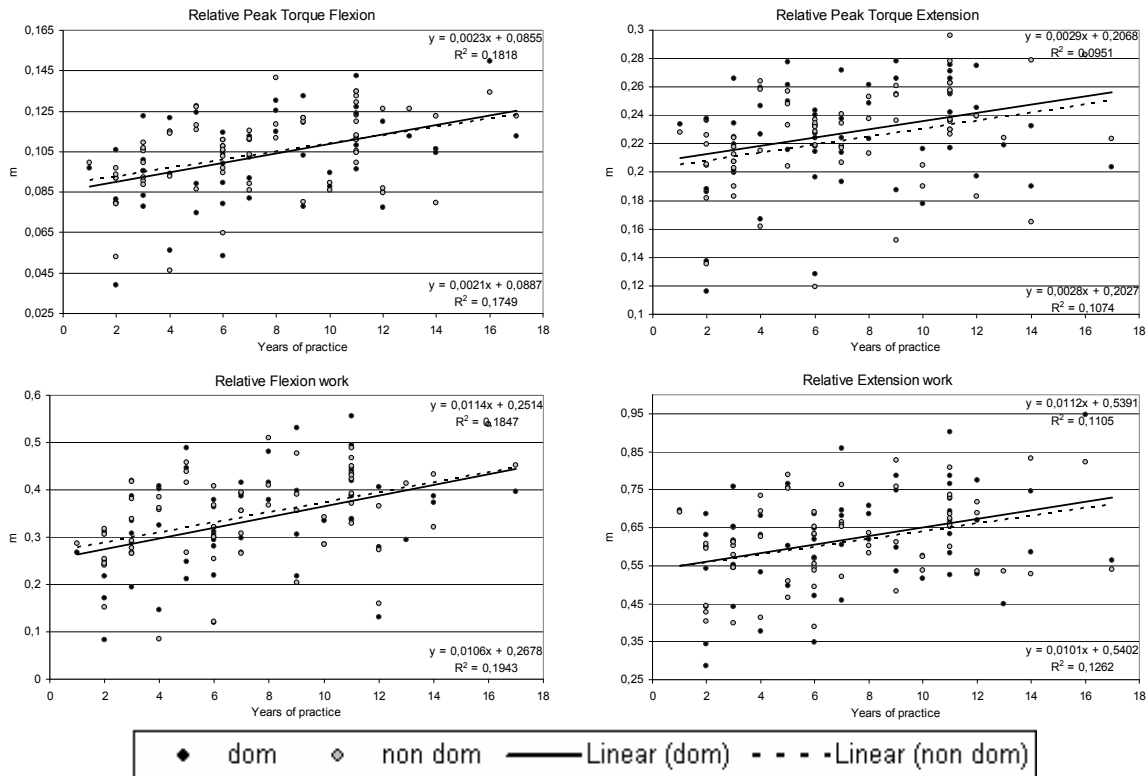 Relative Peak Torque Flexion
y = 0,0023x + 0,0855
R² = 0,1818
0,165
0,145
0,125
0,105
0,085
0,065
0,045
0,025
m
y = 0,0021x + 0,0887
R² = 0,1749
0 2 4 6 8 10 12 14 16 18
Years of practice
Relative Peak Torque Extension
y = 0,0029x + 0,2068
R² = 0,0951
0,3
0,28
0,26
0,24
0,22
0,2
0,18
0,16
0,14
0,12
0,1
m
y = 0,0028x + 0,2027
R² = 0,1074
0 2 4 6 8 10 12 14 16 18
Years of practice
Relative Flexion work
y = 0,0114x + 0,2514
R² = 0,1847
0,6
0,5
0,4
0,3
0,2
0,1
0
m
y = 0,0106x + 0,2678
R² = 0,1943
0 2 4 6 8 10 12 14 16 18
Years of practice
Relative Extension work
y = 0,0112x + 0,5391
R² = 0,1105
0,95
0,85
0,75
0,65
0,55
0,45
0,35
0,25
m
y = 0,0101x + 0,5402
R² = 0,1262
0 2 4 6 8 10 12 14 16 18
Years of practice
dom non dom Linear (dom) Linear (non dom)